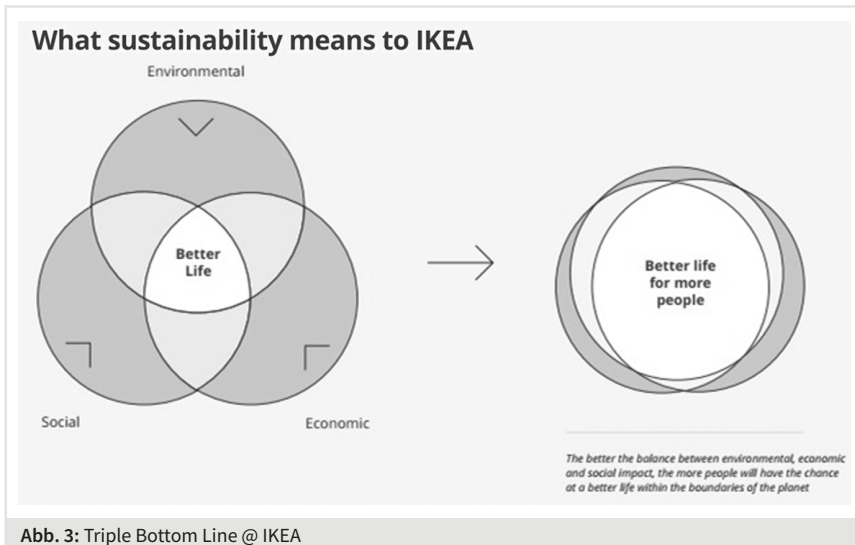 What sustainability means to IKEA
Environmental
Better
Life
Social
Economic
Better life
for more
people
The better the balance between environmental, economic
and social impact, the more people will have the chance
at a better life within the boundaries of the planet
Abb. 3: Triple Bottom Line @ IKEA